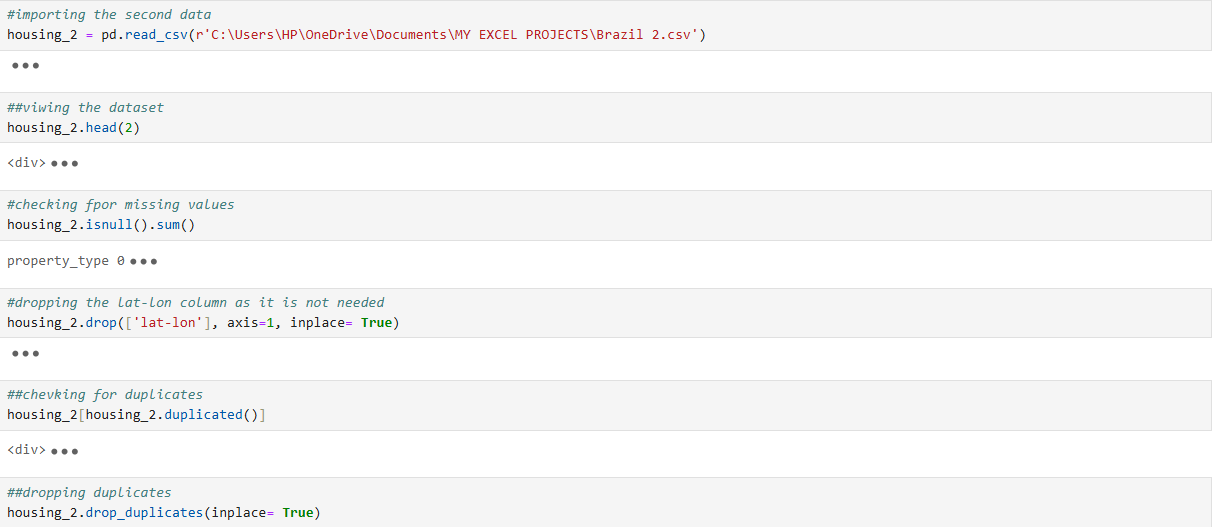 #importing the second data
housing_2 = pd.read_csv(r'C:\Users\HP\OneDrive\Documents\MY EXCEL PROJECTS\Brazil 2.csv')
##viwing the dataset
housing_2.head(2)
<div>
#checking fpor missing values
housing_2.isnull().sum()
property_type 0
#dropping the lat-lon column as it is not needed
housing_2.drop(['lat-lon'], axis=1, inplace= True)
##chevking for duplicates
housing_2[housing_2.duplicated()]
<div>
##dropping duplicates
housing_2.drop_duplicates(inplace= True)